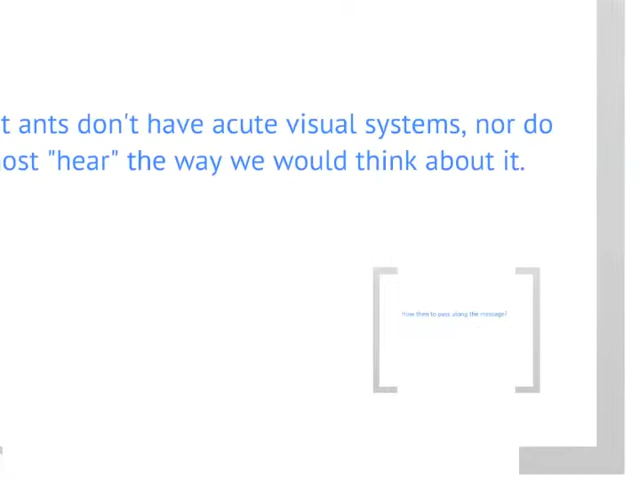 t ants don't have acute visual systems, nor do
ost "hear" the way we would think about it.
How then to pass along the message?